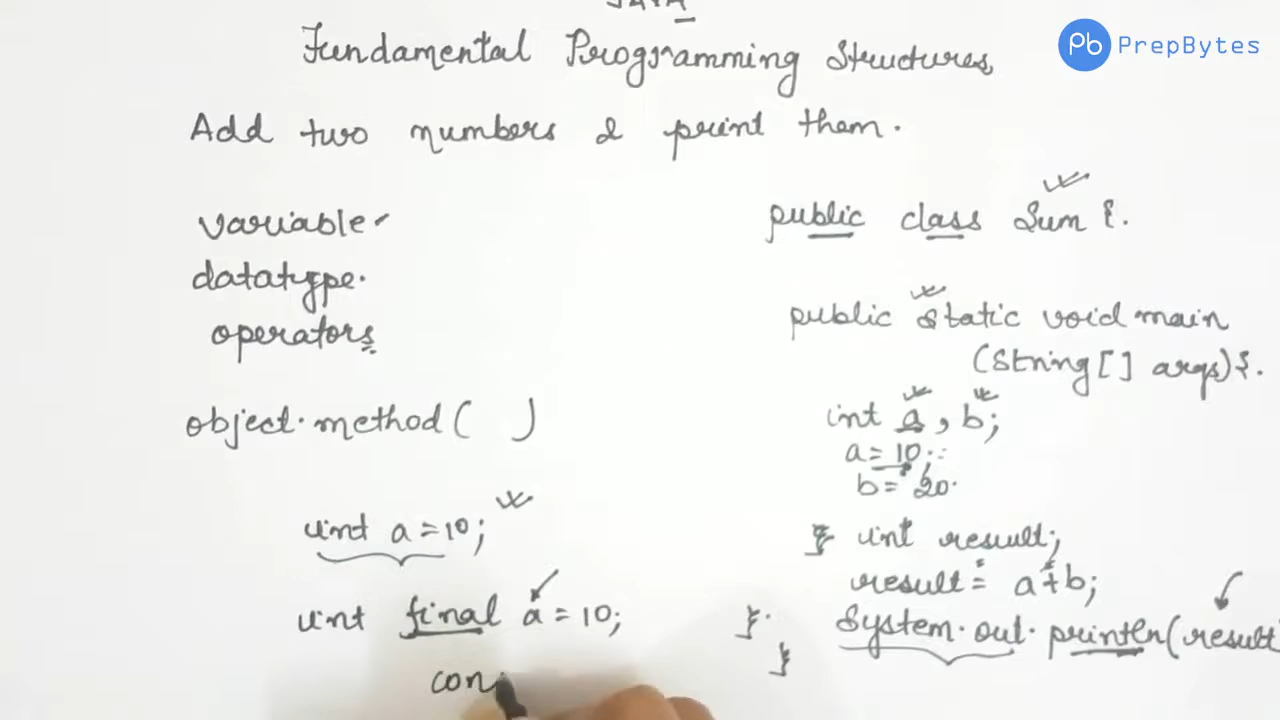 JAVA
Fundamental Programming Structures
PrepBytes
Add two numbers & print them.
variable
datatype.
operators
object.method( )
int a = 10;
int final a = 10;
con
public class Sum {.
public static void main
(String [] args) {.
int a, b;
a = 10.
b = 20.
int result;
result = a + b;
System.out.println(result
}.
}